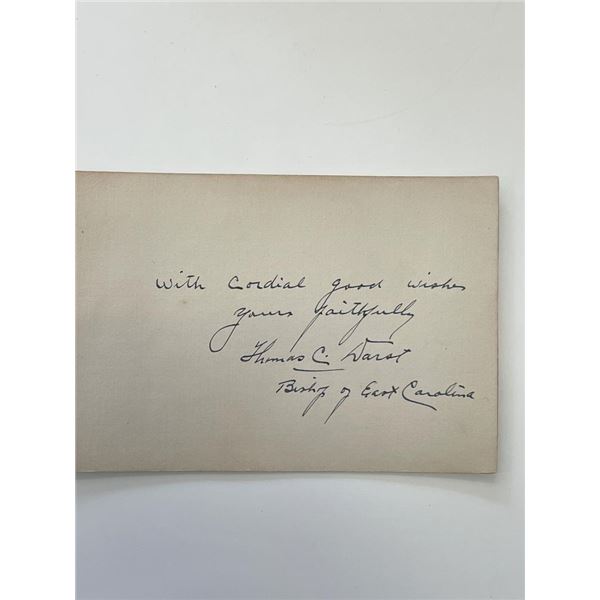 With Cordial good wishes
yours faithfully
Thomas C. Darst
Bishop of East Carolina